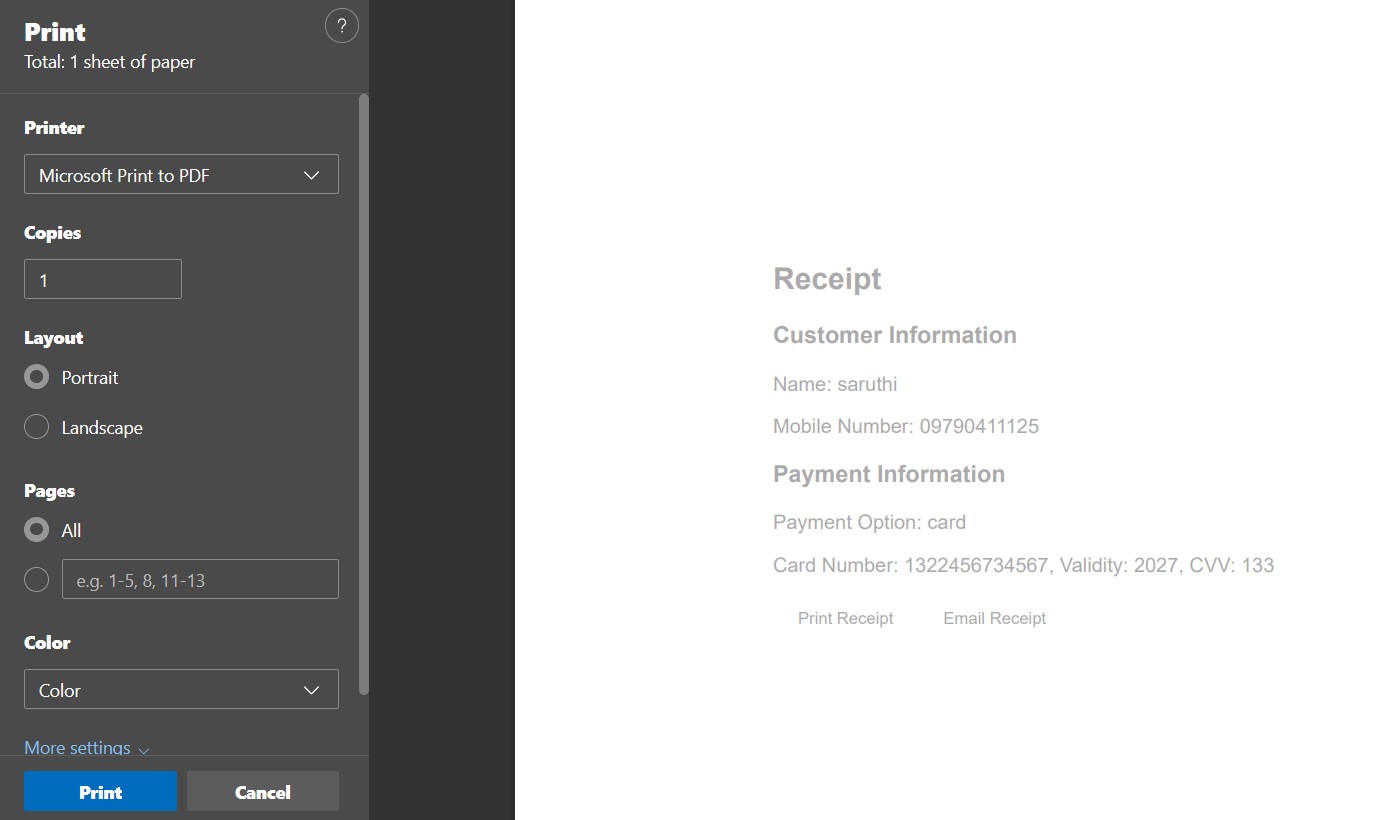 Print
?
Total: 1 sheet of paper
Printer
Microsoft Print to PDF
Copies
1
Layout
Portrait
Landscape
Pages
All
e.g. 1-5, 8, 11-13
Color
Color
More settings
Print
Cancel
Receipt
Customer Information
Name: saruthi
Mobile Number: 09790411125
Payment Information
Payment Option: card
Card Number: 1322456734567, Validity: 2027, CVV: 133
Print Receipt
Email Receipt